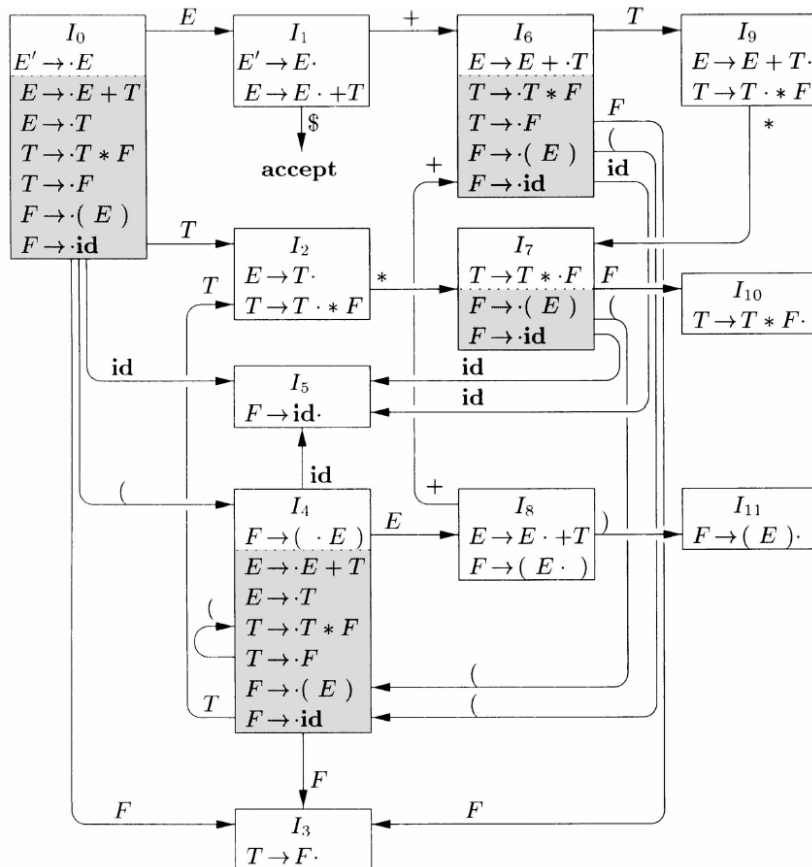 I₀
E′ → ·E
E → ·E + T
E → ·T
T → ·T * F
T → ·F
F → ·( E )
F → ·id
E
I₁
E′ → E·
E → E · +T
$
accept
+
I₆
E → E + ·T
T → ·T * F
T → ·F
F → ·( E )
F → ·id
T
F
(
id
+
I₉
E → E + T·
T → T · * F
*
T
I₂
E → T·
T → T · * F
T
*
I₇
T → T * ·F
F → ·( E )
F → ·id
F
(
I₁₀
T → T * F·
id
I₅
F → id·
id
id
id
(
I₄
F → ( · E )
E → ·E + T
E → ·T
T → ·T * F
T → ·F
F → ·( E )
F → ·id
(
T
E
+
I₈
E → E · +T
F → ( E · )
)
I₁₁
F → ( E )·
(
(
F
F
I₃
T → F·
F